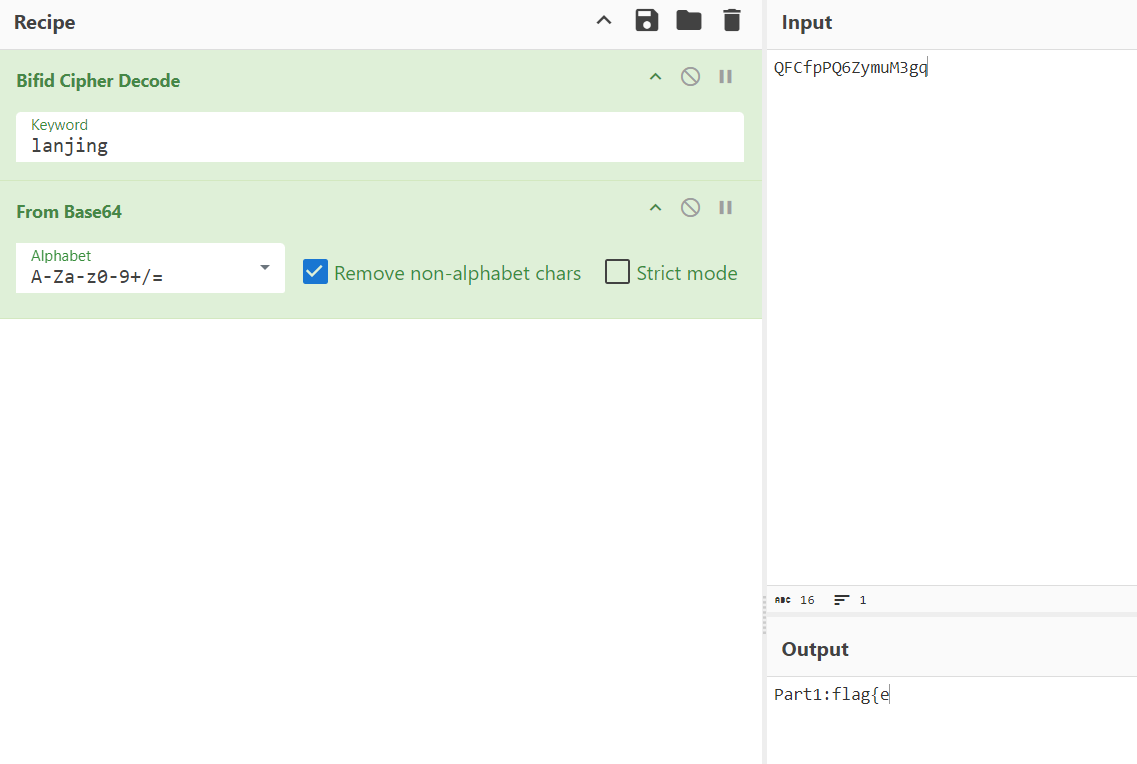 Recipe
Bifid Cipher Decode
Keyword
lanjing
From Base64
Alphabet
A-Za-z0-9+/=
Remove non-alphabet chars
Strict mode
Input
QFCfpPQ6ZymuM3gq
ABC 16 1
Output
Part1:flag{e